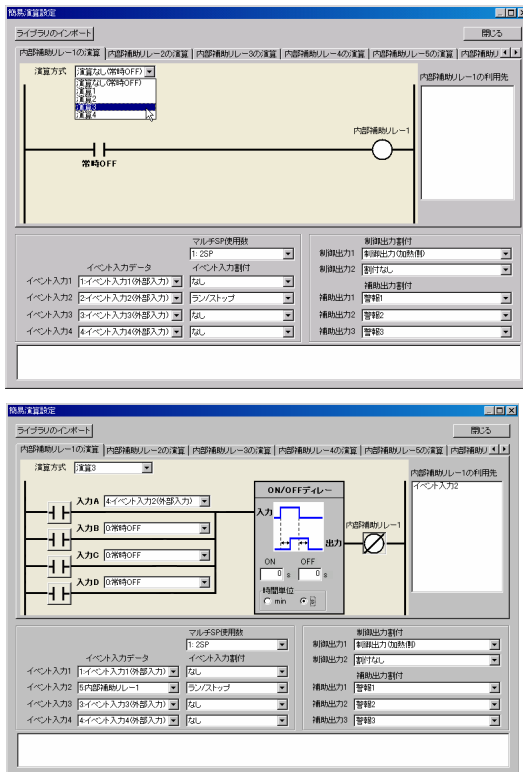 簡易演算設定
ライブラリのインポート
閉じる
内部補助リレー1の演算 内部補助リレー2の演算 内部補助リレー3の演算 内部補助リレー4の演算 内部補助リレー5の演算 内部補助リ
演算方式 演算なし(常時OFF)
演算なし(常時OFF)
演算1
演算2
演算3
演算4
内部補助リレー1の利用先
内部補助リレー1
常時OFF
マルチSP使用数
1: 2SP
イベント入力データ イベント入力割付
イベント入力1 1:イベント入力1(外部入力) なし
イベント入力2 2:イベント入力2(外部入力) ラン/ストップ
イベント入力3 3:イベント入力3(外部入力) なし
イベント入力4 4:イベント入力4(外部入力) なし
制御出力割付
制御出力1 制御出力(加熱側)
制御出力2 割付なし
補助出力割付
補助出力1 警報1
補助出力2 警報2
補助出力3 警報3
簡易演算設定
ライブラリのインポート
閉じる
内部補助リレー1の演算 内部補助リレー2の演算 内部補助リレー3の演算 内部補助リレー4の演算 内部補助リレー5の演算 内部補助リ
演算方式 演算3
内部補助リレー1の利用先
イベント入力2
入力A 4:イベント入力2(外部入力)
入力B 0:常時OFF
入力C 0:常時OFF
入力D 0:常時OFF
ON/OFFディレー
入力
出力
ON OFF
0 s 0 s
時間単位
min s
内部補助リレー1
マルチSP使用数
1: 2SP
イベント入力データ イベント入力割付
イベント入力1 1:イベント入力1(外部入力) なし
イベント入力2 5:内部補助リレー1 ラン/ストップ
イベント入力3 3:イベント入力3(外部入力) なし
イベント入力4 4:イベント入力4(外部入力) なし
制御出力割付
制御出力1 制御出力(加熱側)
制御出力2 割付なし
補助出力割付
補助出力1 警報1
補助出力2 警報2
補助出力3 警報3